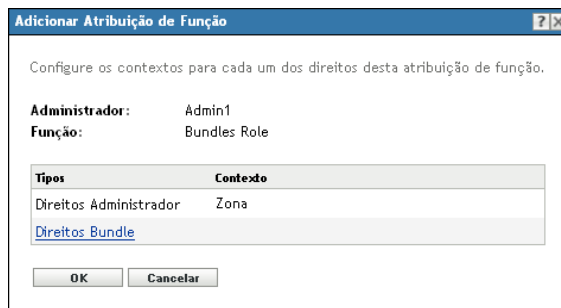 Adicionar Atribuição de Função ? X
Configure os contextos para cada um dos direitos desta atribuição de função.
Administrador: Admin1
Função: Bundles Role
Tipos Contexto
Direitos Administrador Zona
Direitos Bundle
OK Cancelar